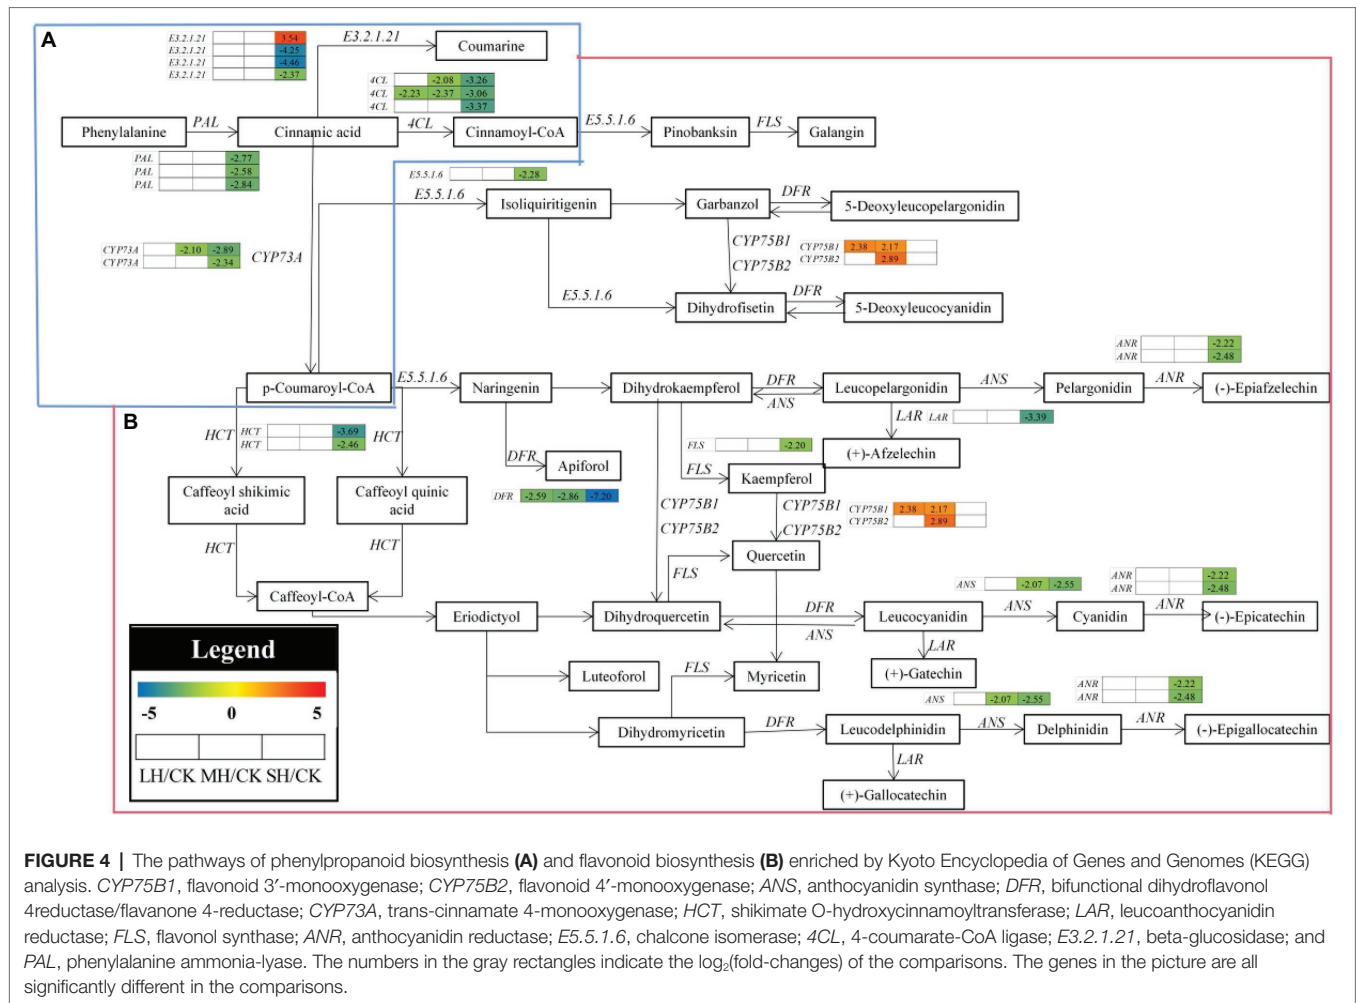 A
E3.2.1.21 3.54
E3.2.1.21 -4.25
E3.2.1.21 -4.46
E3.2.1.21 -2.37
E3.2.1.21
Coumarine
4CL -2.08 -3.26
4CL -2.23 -2.37 -3.06
4CL -3.37
Phenylalanine PAL Cinnamic acid 4CL Cinnamoyl-CoA E5.5.1.6 Pinobanksin FLS Galangin
PAL -2.77
PAL -2.58
PAL -2.84
E5.5.1.6 -2.28
E5.5.1.6 Isoliquiritigenin Garbanzol DFR 5-Deoxyleucopelargonidin
CYP73A -2.10 -2.89
CYP73A -2.34
CYP73A
CYP75B1
CYP75B2
CYP75B1 2.38 2.17
CYP75B2 2.89
E5.5.1.6 Dihydrofisetin DFR 5-Deoxyleucocyanidin
ANR -2.22
ANR -2.48
p-Coumaroyl-CoA E5.5.1.6 Naringenin Dihydrokaempferol DFR ANS Leucopelargonidin ANS Pelargonidin ANR (-)-Epiafzelechin
B
HCT HCT -3.69 HCT
HCT -2.46
LAR LAR -3.39
(+)-Afzelechin
FLS -2.20
DFR Apiforol
FLS Kaempferol
DFR -2.59 -2.86 -7.20
Caffeoyl shikimic
acid
Caffeoyl quinic
acid
CYP75B1
CYP75B2
CYP75B1
CYP75B2
CYP75B1 2.38 2.17
CYP75B2 2.89
HCT HCT
FLS Quercetin
Caffeoyl-CoA
ANS -2.07 -2.55
ANR -2.22
ANR -2.48
Eriodictyol Dihydroquercetin DFR ANS Leucocyanidin ANS Cyanidin ANR (-)-Epicatechin
LAR
Luteoforol FLS Myricetin (+)-Gatechin
ANS -2.07 -2.55
ANR -2.22
ANR -2.48
Dihydromyricetin DFR Leucodelphinidin ANS Delphinidin ANR (-)-Epigallocatechin
LAR
(+)-Gallocatechin
Legend
-5 0 5
LH/CK MH/CK SH/CK
FIGURE 4 | The pathways of phenylpropanoid biosynthesis (A) and flavonoid biosynthesis (B) enriched by Kyoto Encyclopedia of Genes and Genomes (KEGG)
analysis. CYP75B1, flavonoid 3′-monooxygenase; CYP75B2, flavonoid 4′-monooxygenase; ANS, anthocyanidin synthase; DFR, bifunctional dihydroflavonol
4reductase/flavanone 4-reductase; CYP73A, trans-cinnamate 4-monooxygenase; HCT, shikimate O-hydroxycinnamoyltransferase; LAR, leucoanthocyanidin
reductase; FLS, flavonol synthase; ANR, anthocyanidin reductase; E5.5.1.6, chalcone isomerase; 4CL, 4-coumarate-CoA ligase; E3.2.1.21, beta-glucosidase; and
PAL, phenylalanine ammonia-lyase. The numbers in the gray rectangles indicate the log₂(fold-changes) of the comparisons. The genes in the picture are all
significantly different in the comparisons.